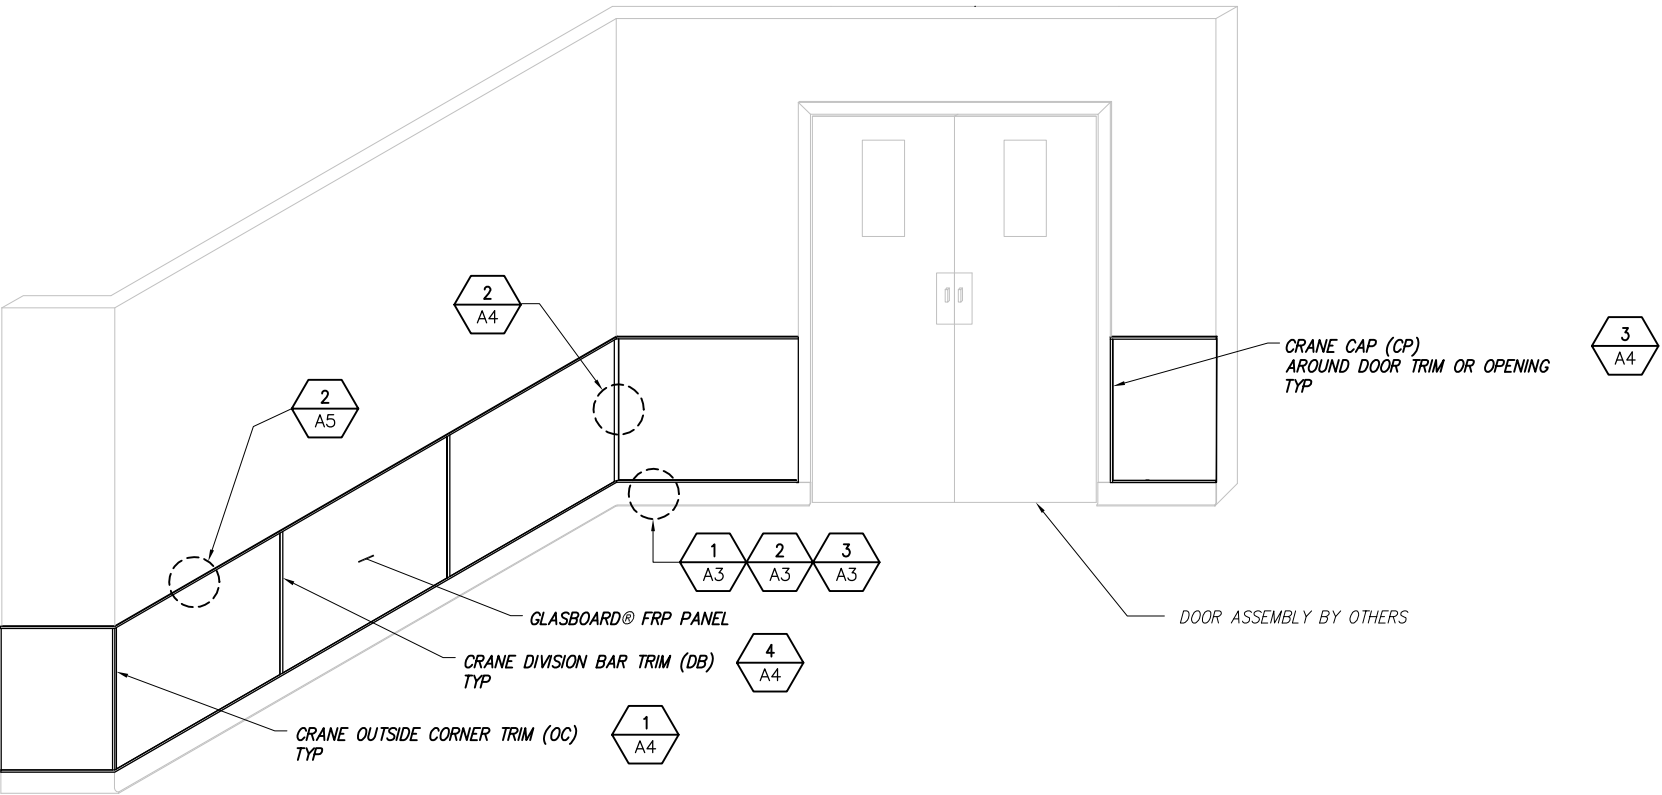 2
A4
3
A4
CRANE CAP (CP)
AROUND DOOR TRIM OR OPENING
TYP
2
A5
1
A3
2
A3
3
A3
GLASBOARD® FRP PANEL
DOOR ASSEMBLY BY OTHERS
CRANE DIVISION BAR TRIM (DB)
TYP
4
A4
CRANE OUTSIDE CORNER TRIM (OC)
TYP
1
A4